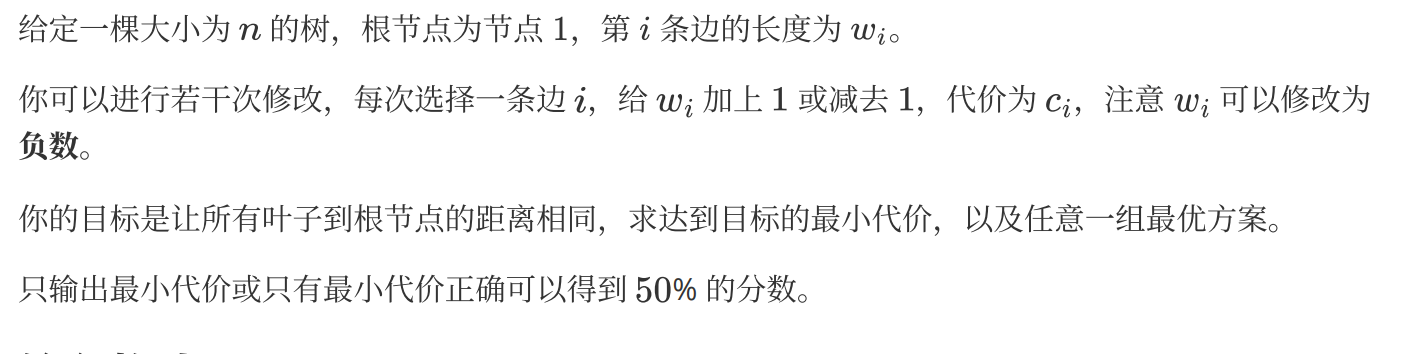 给定一棵大小为 n 的树，根节点为节点 1，第 i 条边的长度为 w_i。
你可以进行若干次修改，每次选择一条边 i，给 w_i 加上 1 或减去 1，代价为 c_i，注意 w_i 可以修改为
负数。
你的目标是让所有叶子到根节点的距离相同，求达到目标的最小代价，以及任意一组最优方案。
只输出最小代价或只有最小代价正确可以得到 50% 的分数。